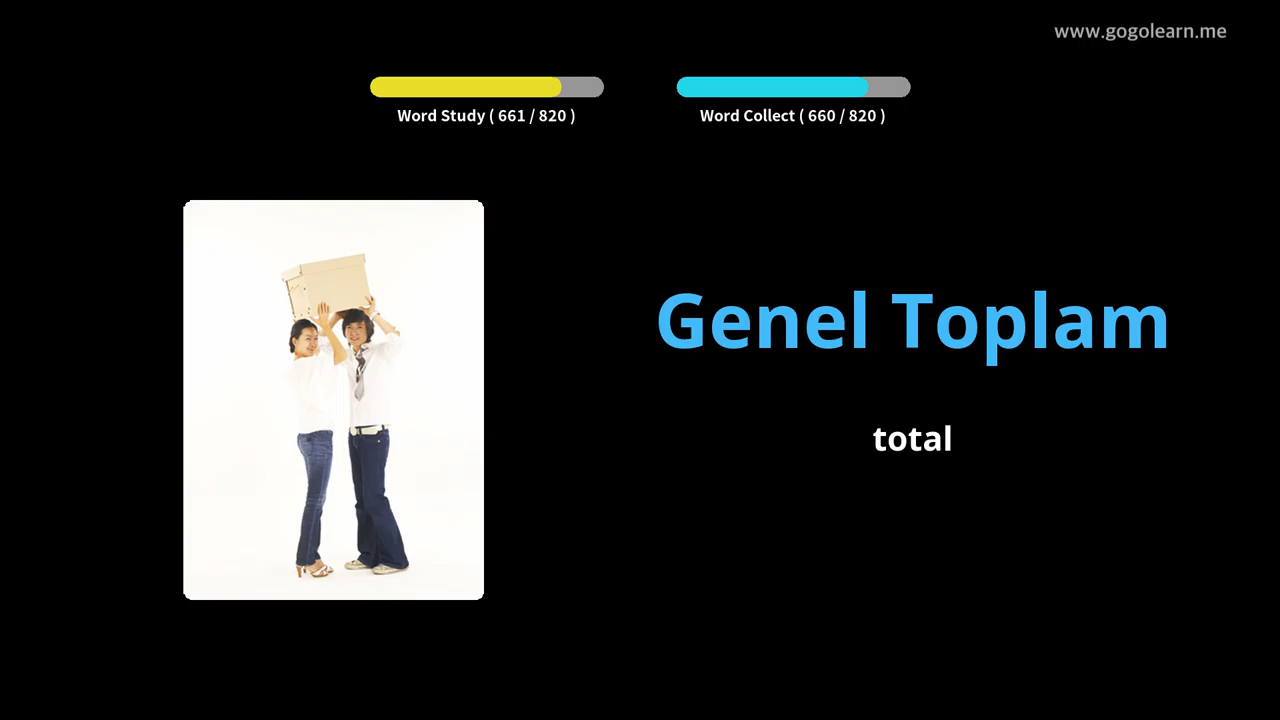 www.gogolearn.me
Word Study ( 661 / 820 )
Word Collect ( 660 / 820 )
Genel Toplam
total